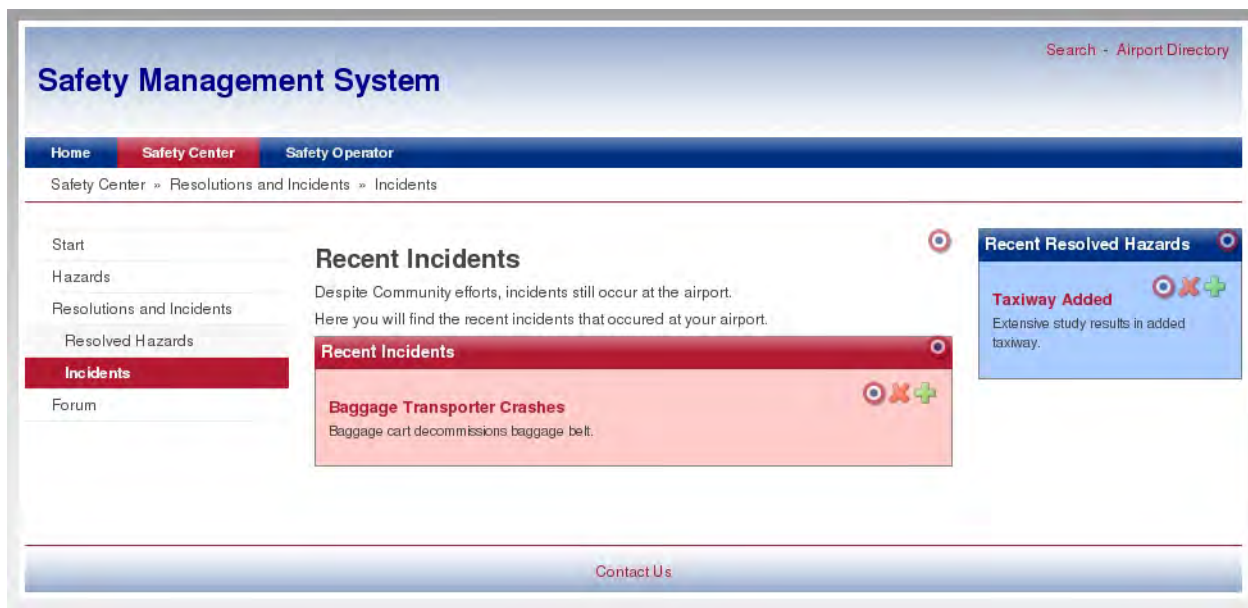 Search - Airport Directory
Safety Management System
Home Safety Center Safety Operator
Safety Center » Resolutions and Incidents » Incidents
Start
Hazards
Resolutions and Incidents
Resolved Hazards
Incidents
Forum
Recent Incidents
Despite Community efforts, incidents still occur at the airport.
Here you will find the recent incidents that occured at your airport.
Recent Incidents
Baggage Transporter Crashes
Baggage cart decommissions baggage belt.
Recent Resolved Hazards
Taxiway Added
Extensive study results in added
taxiway.
Contact Us